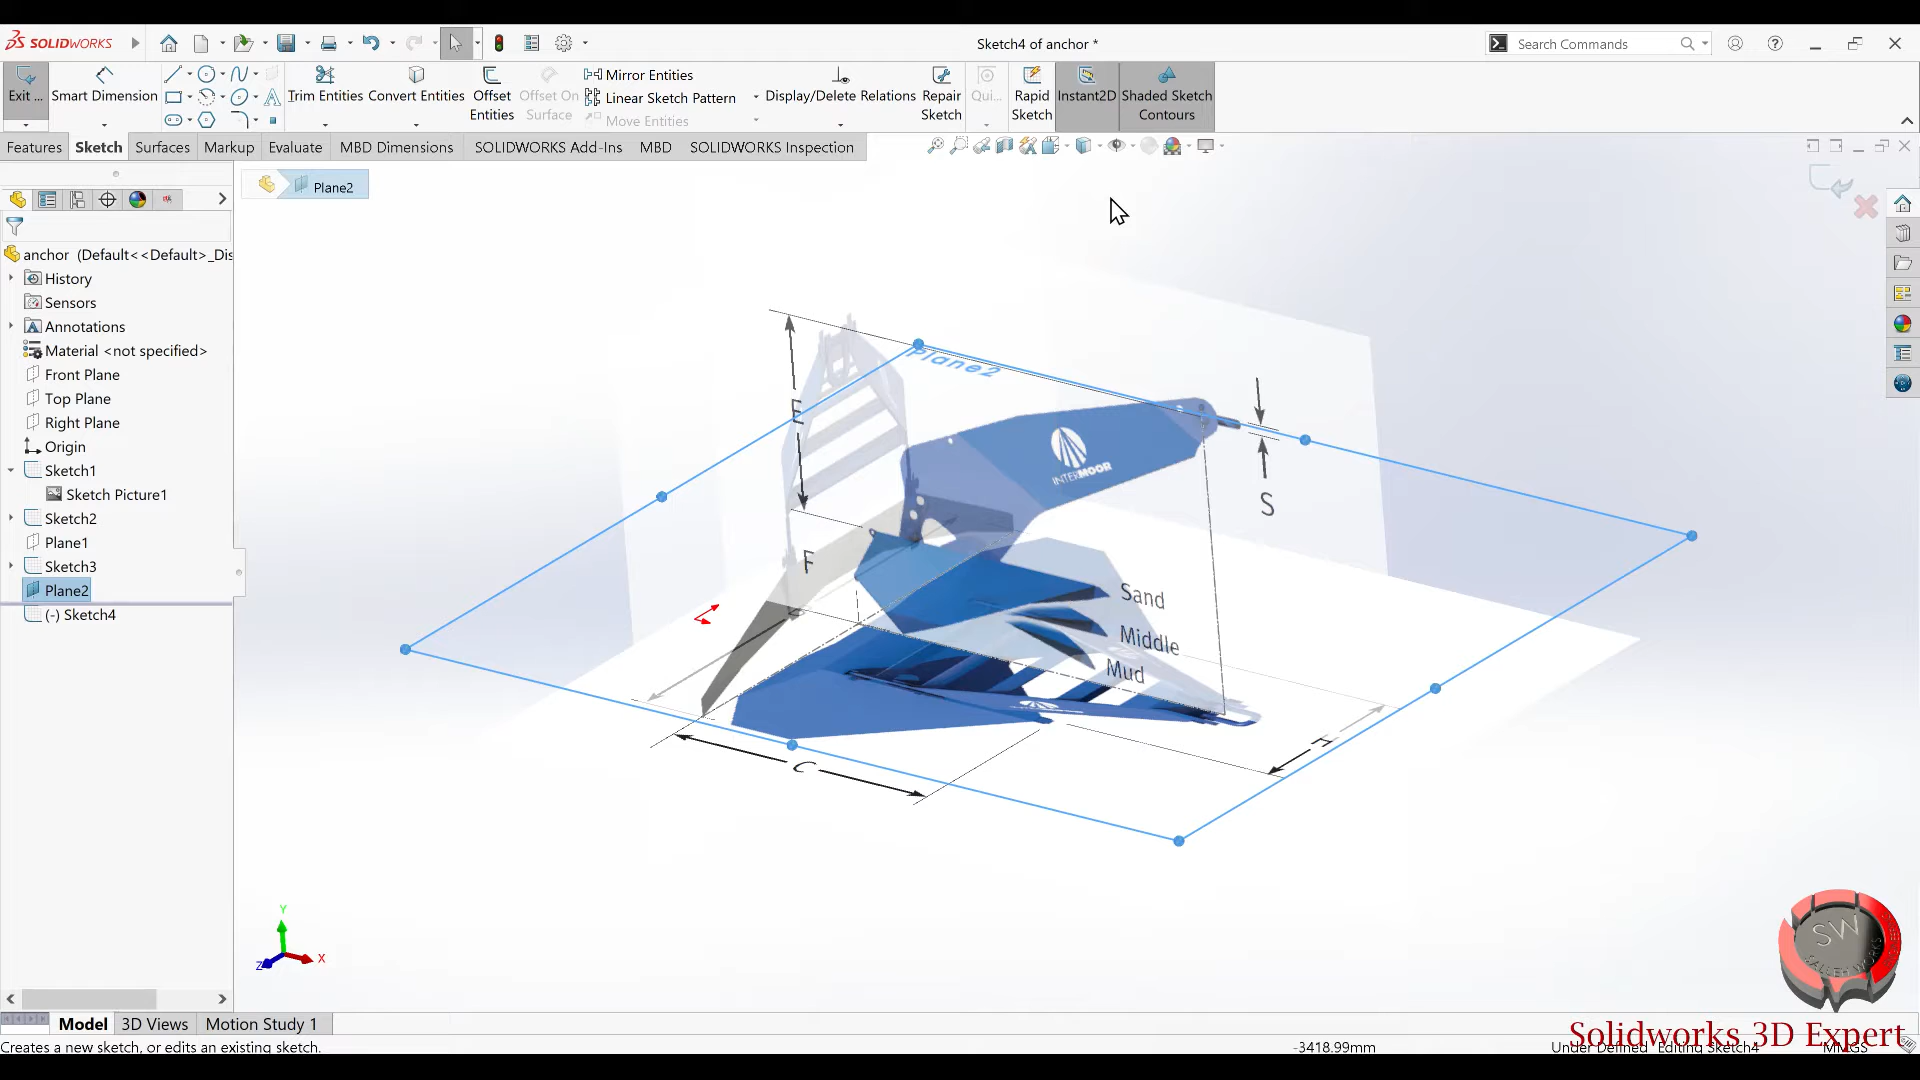 SOLIDWORKS
Sketch4 of anchor *
Search Commands
Exit ...
Smart Dimension
Trim Entities
Convert Entities
Offset Entities
Offset On Surface
Mirror Entities
Linear Sketch Pattern
Move Entities
Display/Delete Relations
Repair Sketch
Qui...
Rapid Sketch
Instant2D
Shaded Sketch Contours
Features
Sketch
Surfaces
Markup
Evaluate
MBD Dimensions
SOLIDWORKS Add-Ins
MBD
SOLIDWORKS Inspection
Plane2
anchor (Default<<Default>_Dis
History
Sensors
Annotations
Material <not specified>
Front Plane
Top Plane
Right Plane
Origin
Sketch1
Sketch Picture1
Sketch2
Plane1
Sketch3
Plane2
(-) Sketch4
Plane2
E
INTERMOOR
S
F
Sand
Middle
Mud
H
C
Y
X
Z
SW
SALLEH WORKS
Model
3D Views
Motion Study 1
Solidworks 3D Expert
Creates a new sketch, or edits an existing sketch.
-3418.99mm
Under Defined
Editing Sketch4
MMGS